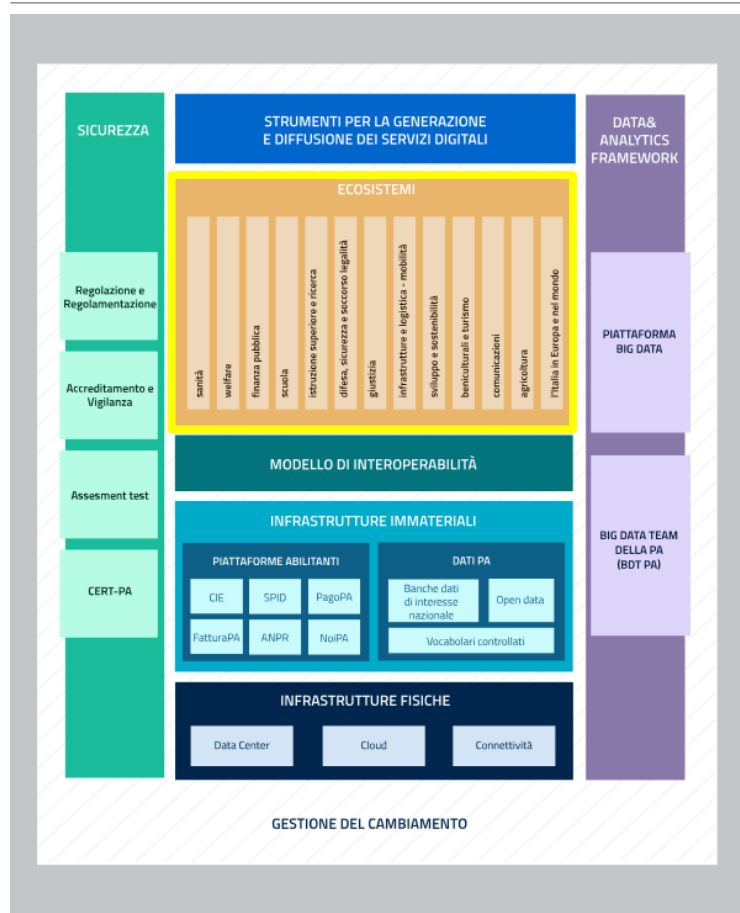 SICUREZZA
Regolazione e
Regolamentazione
Accreditamento e
Vigilanza
Assesment test
CERT-PA
STRUMENTI PER LA GENERAZIONE
E DIFFUSIONE DEI SERVIZI DIGITALI
ECOSISTEMI
sanità
welfare
finanza pubblica
scuola
istruzione superiore e ricerca
difesa, sicurezza e soccorso legalità
giustizia
infrastrutture e logistica - mobilità
sviluppo e sostenibilità
beniculturali e turismo
comunicazioni
agricoltura
l'Italia in Europa e nel mondo
MODELLO DI INTEROPERABILITÀ
INFRASTRUTTURE IMMATERIALI
PIATTAFORME ABILITANTI
CIE
SPID
PagoPA
FatturaPA
ANPR
NoiPA
DATI PA
Banche dati
di interesse
nazionale
Open data
Vocabolari controllati
INFRASTRUTTURE FISICHE
Data Center
Cloud
Connettività
DATA&
ANALYTICS
FRAMEWORK
PIATTAFORMA
BIG DATA
BIG DATA TEAM
DELLA PA
(BDT PA)
GESTIONE DEL CAMBIAMENTO